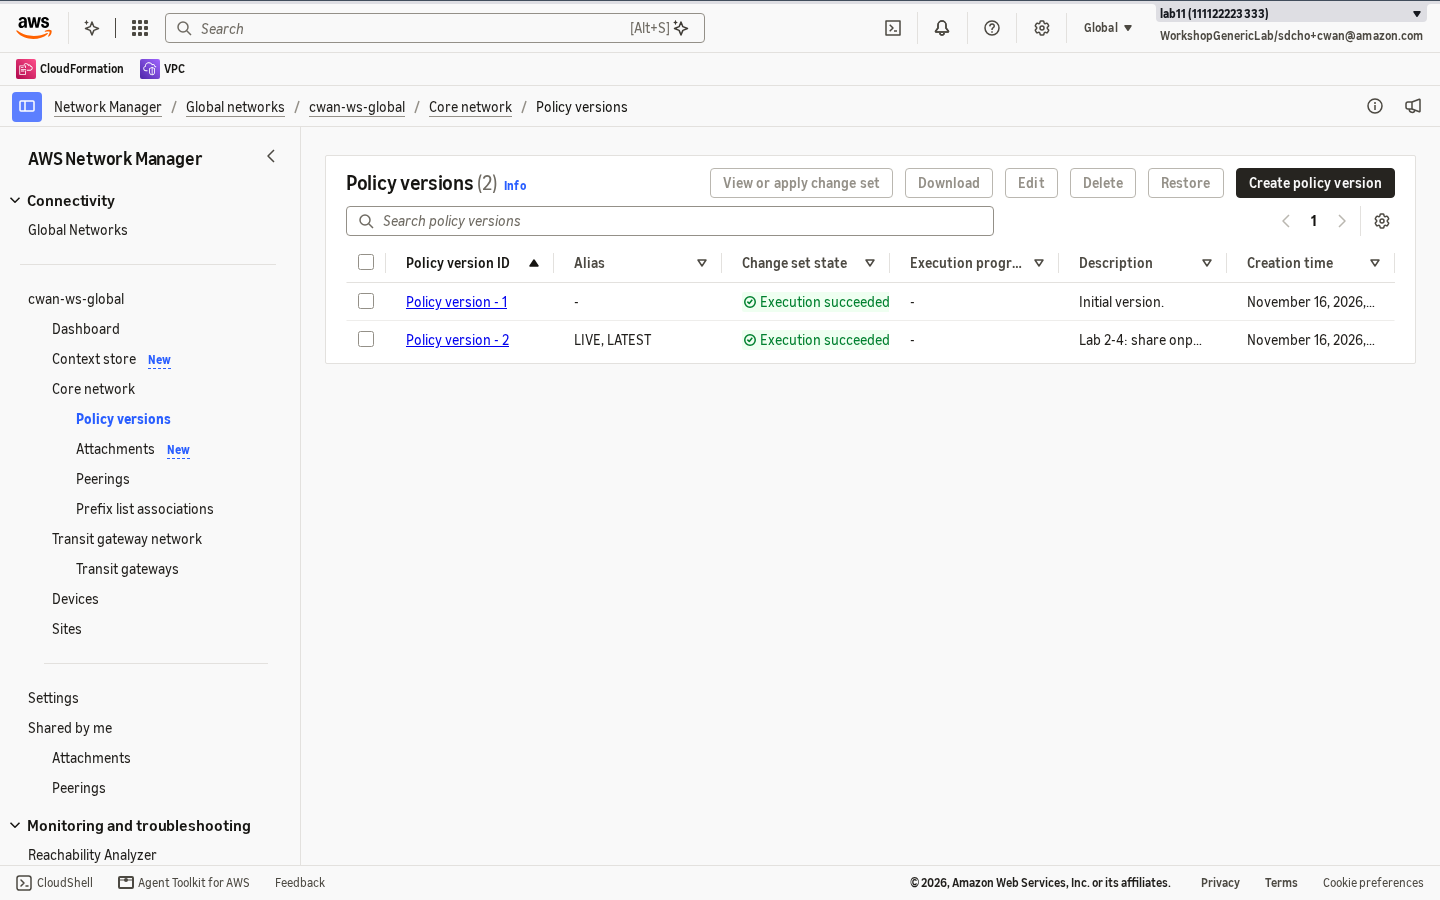 aws
Search
[Alt+S]
Global
lab11 (111122223333)
WorkshopGenericLab/sdcho+cwan@amazon.com
CloudFormation
VPC
Network Manager / Global networks / cwan-ws-global / Core network / Policy versions
AWS Network Manager
Connectivity
Global Networks
cwan-ws-global
Dashboard
Context store New
Core network
Policy versions
Attachments New
Peerings
Prefix list associations
Transit gateway network
Transit gateways
Devices
Sites
Settings
Shared by me
Attachments
Peerings
Monitoring and troubleshooting
Reachability Analyzer
Policy versions (2) Info
View or apply change set
Download
Edit
Delete
Restore
Create policy version
Search policy versions
1
Policy version ID Alias Change set state Execution progr... Description Creation time
Policy version - 1 - Execution succeeded - Initial version. November 16, 2026,...
Policy version - 2 LIVE, LATEST Execution succeeded - Lab 2-4: share onp... November 16, 2026,...
CloudShell Agent Toolkit for AWS Feedback © 2026, Amazon Web Services, Inc. or its affiliates. Privacy Terms Cookie preferences